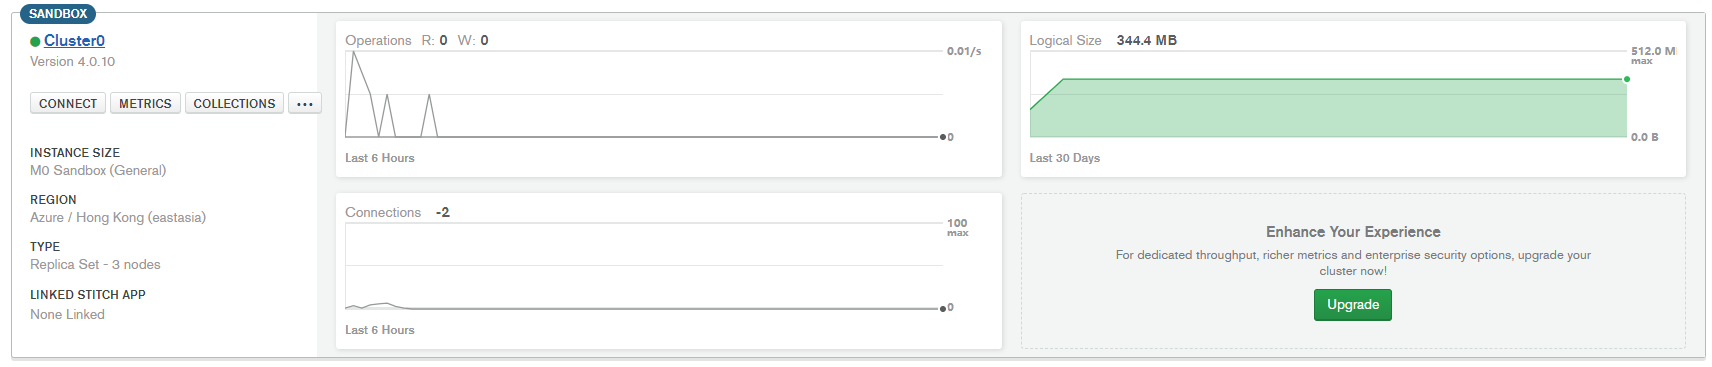 SANDBOX
Cluster0
Version 4.0.10
CONNECT METRICS COLLECTIONS ...
INSTANCE SIZE
M0 Sandbox (General)
REGION
Azure / Hong Kong (eastasia)
TYPE
Replica Set - 3 nodes
LINKED STITCH APP
None Linked
Operations R: 0 W: 0
0.01/s
0
Last 6 Hours
Connections -2
100
max
0
Last 6 Hours
Logical Size 344.4 MB
512.0 M
max
0.0 B
Last 30 Days
Enhance Your Experience
For dedicated throughput, richer metrics and enterprise security options, upgrade your
cluster now!
Upgrade